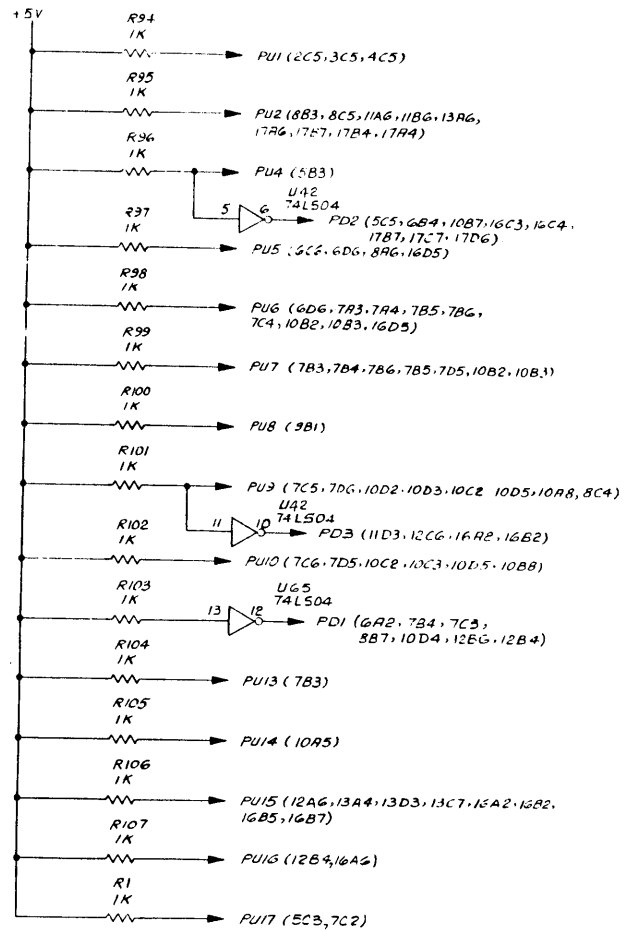 +5V
R94
1K
PU1 (2C5, 3C5, 4C5)
R95
1K
PU2 (8B3, 8C5, 11A6, 11B6, 13A6,
17A6, 17B7, 17B4, 17A4)
R96
1K
PU4 (5B3)
U42
74LS04
5 6
PD2 (5C5, 6B4, 10B7, 16C3, 16C4,
17B7, 17C7, 17D6)
R97
1K
PU5 (6C6, 6D6, 8A6, 16D5)
R98
1K
PU6 (6D6, 7A3, 7A4, 7B5, 7B6,
7C4, 10B2, 10B3, 16D5)
R99
1K
PU7 (7B3, 7B4, 7B6, 7B5, 7D5, 10B2, 10B3)
R100
1K
PU8 (9B1)
R101
1K
PU9 (7C5, 7D6, 10D2, 10D3, 10C2 10D5, 10A8, 8C4)
U42
74LS04
11 10
PD3 (11D3, 12C6, 16A2, 16B2)
R102
1K
PU10 (7C6, 7D5, 10C2, 10C3, 10D5, 10B8)
R103
1K
U65
74LS04
13 12
PD1 (6A2, 7B4, 7C3,
8B7, 10D4, 12B6, 12B4)
R104
1K
PU13 (7B3)
R105
1K
PU14 (10A5)
R106
1K
PU15 (12A6, 13A4, 13D3, 13C7, 16A2, 16B2,
16B5, 16B7)
R107
1K
PU16 (12B4, 16A6)
R1
1K
PU17 (5C3, 7C2)